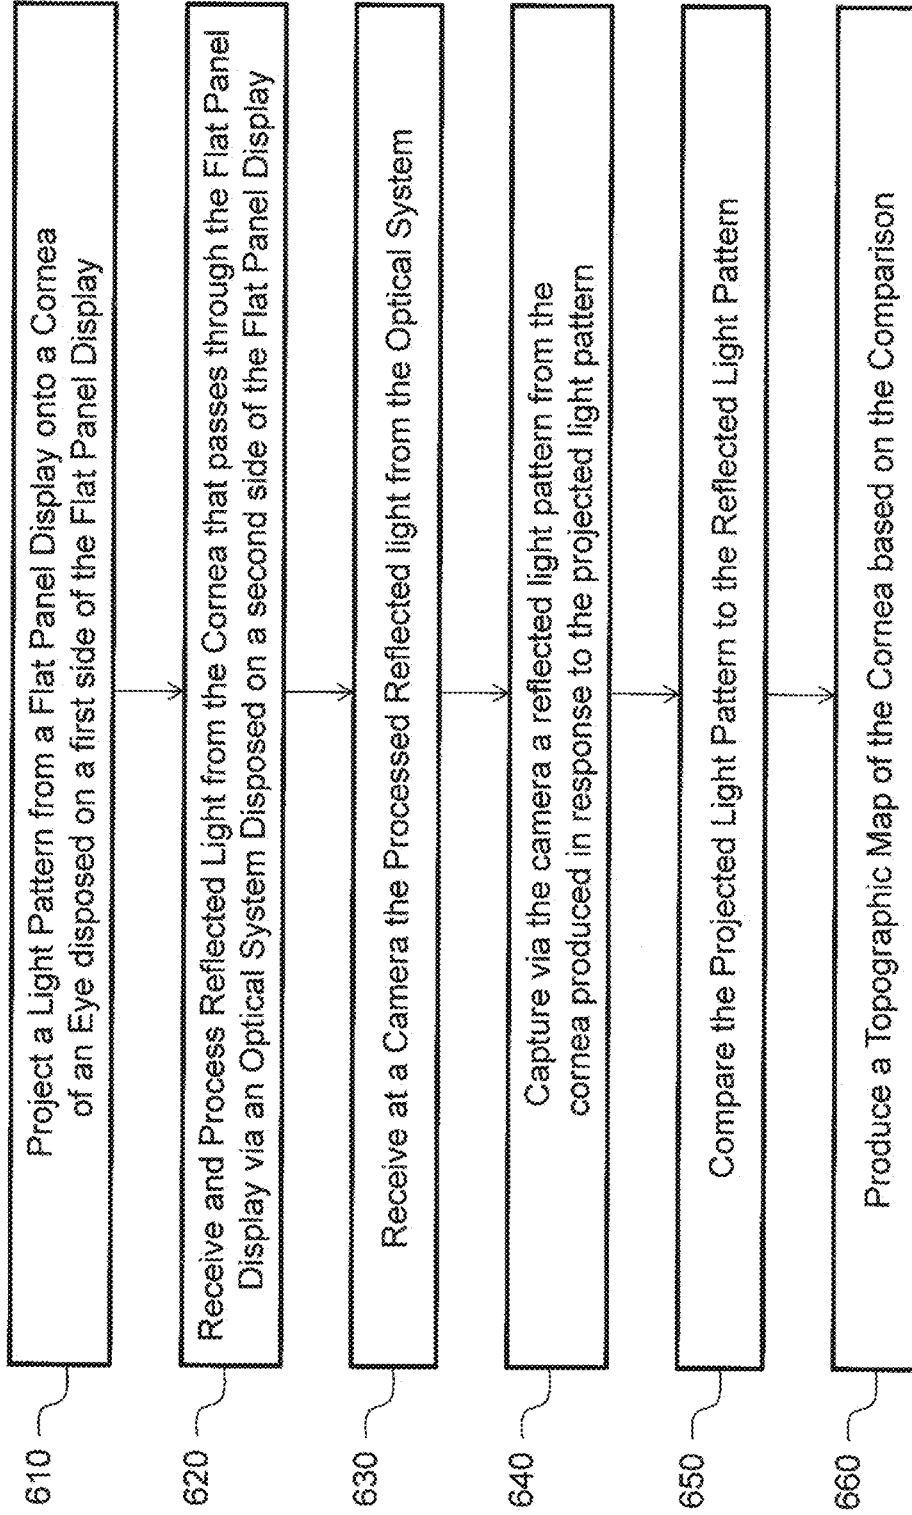 610
Project a Light Pattern from a Flat Panel Display onto a Cornea
of an Eye disposed on a first side of the Flat Panel Display
620
Receive and Process Reflected Light from the Cornea that passes through the Flat Panel
Display via an Optical System Disposed on a second side of the Flat Panel Display
630
Receive at a Camera the Processed Reflected light from the Optical System
640
Capture via the camera a reflected light pattern from the
cornea produced in response to the projected light pattern
650
Compare the Projected Light Pattern to the Reflected Light Pattern
660
Produce a Topographic Map of the Cornea based on the Comparison